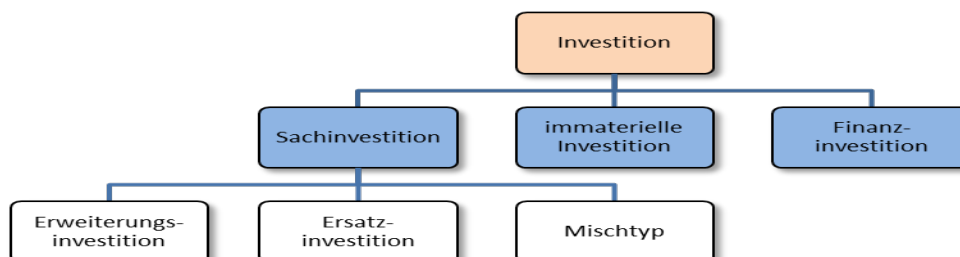 Investition
Sachinvestition
immaterielle
Investition
Finanz-
investition
Erweiterungs-
investition
Ersatz-
investition
Mischtyp